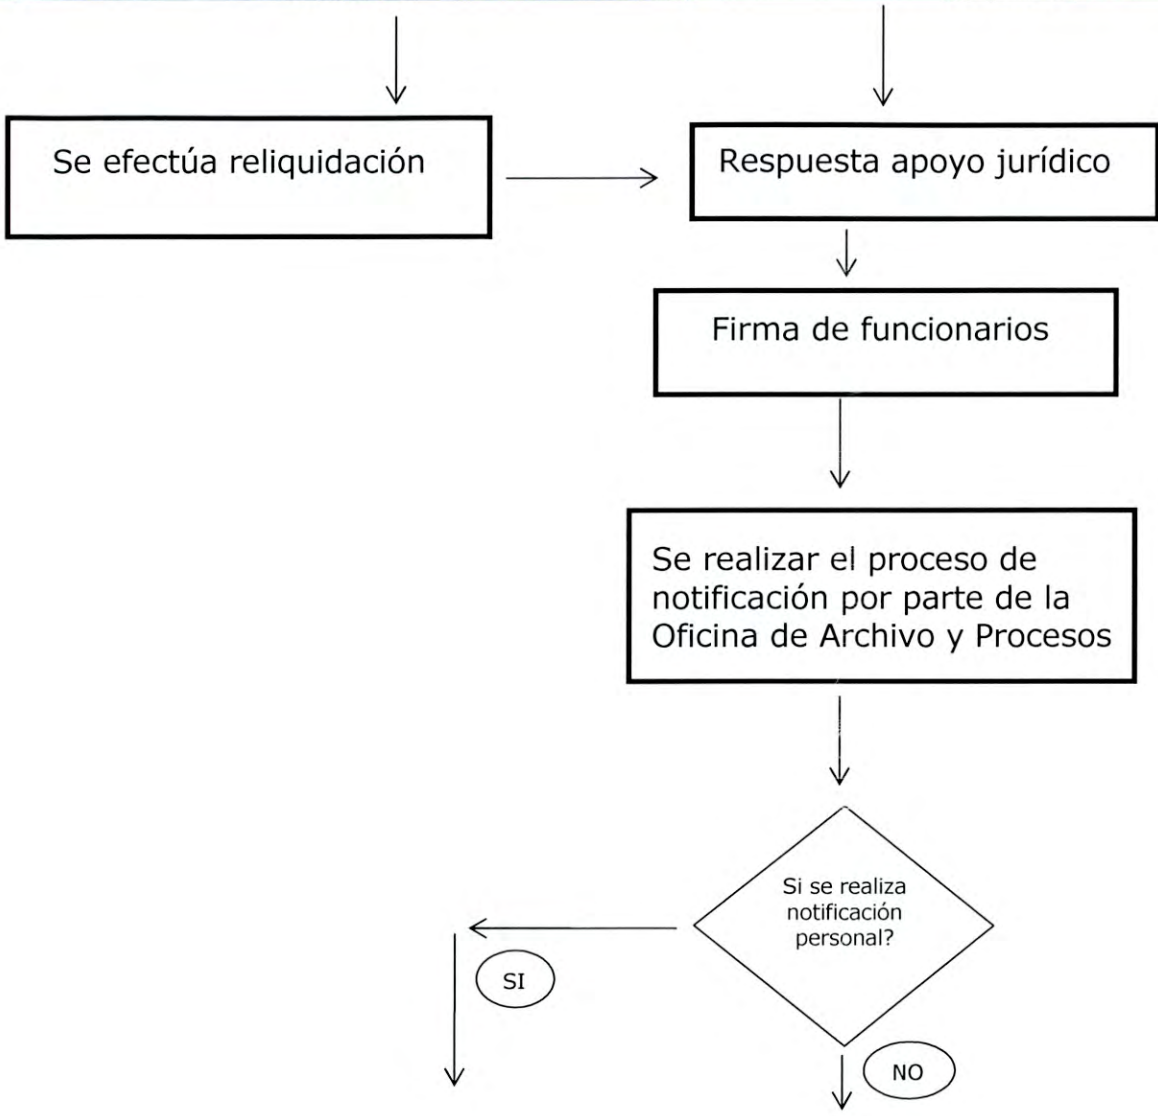 Se efectúa reliquidación
Respuesta apoyo jurídico
Firma de funcionarios
Se realizar el proceso de
notificación por parte de la
Oficina de Archivo y Procesos
Si se realiza
notificación
personal?
SI
NO